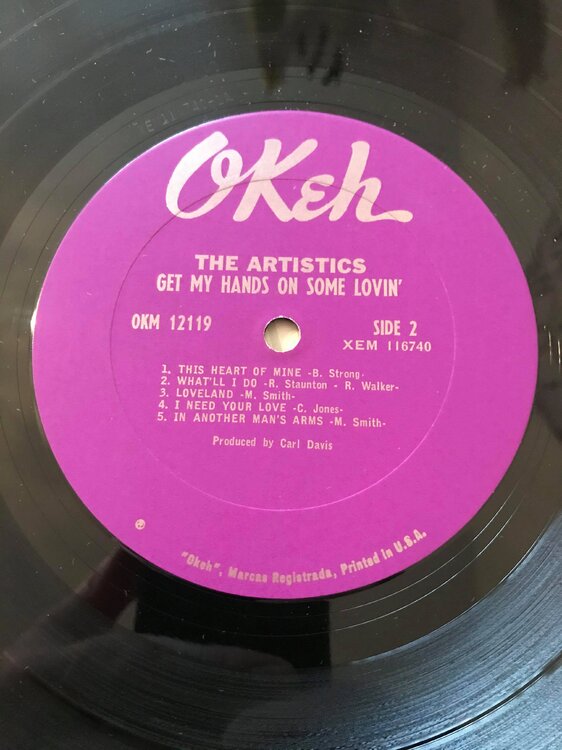 OKeh
THE ARTISTICS
GET MY HANDS ON SOME LOVIN'
OKM 12119
SIDE 2
XEM 116740
1. THIS HEART OF MINE -B. Strong-
2. WHAT'LL I DO -R. Staunton - R. Walker-
3. LOVELAND -M. Smith-
4. I NEED YOUR LOVE -C. Jones-
5. IN ANOTHER MAN'S ARMS -M. Smith-
Produced by Carl Davis
"Okeh", Marcas Registrada, Printed in U.S.A.